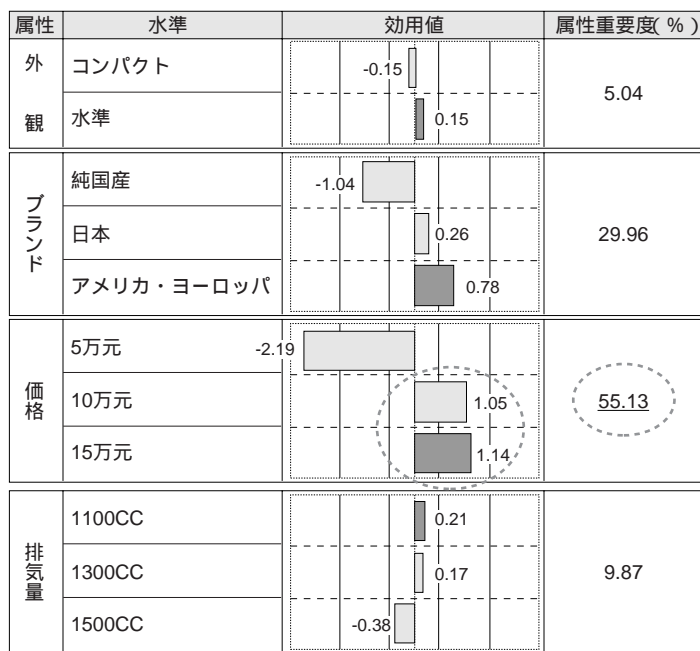 属性 水準 効用値 属性重要度(%)
外観 コンパクト -0.15 5.04
水準 0.15
ブランド 純国産 -1.04 29.96
日本 0.26
アメリカ・ヨーロッパ 0.78
価格 5万元 -2.19 55.13
10万元 1.05
15万元 1.14
排気量 1100CC 0.21 9.87
1300CC 0.17
1500CC -0.38